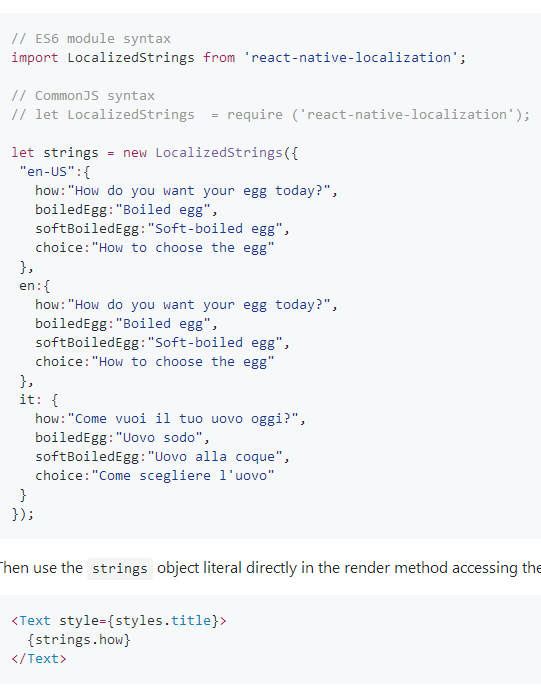 // ES6 module syntax
import LocalizedStrings from 'react-native-localization';
// CommonJS syntax
// let LocalizedStrings  = require ('react-native-localization');
let strings = new LocalizedStrings({
 "en-US":{
   how:"How do you want your egg today?",
   boiledEgg:"Boiled egg",
   softBoiledEgg:"Soft-boiled egg",
   choice:"How to choose the egg"
 },
 en:{
   how:"How do you want your egg today?",
   boiledEgg:"Boiled egg",
   softBoiledEgg:"Soft-boiled egg",
   choice:"How to choose the egg"
 },
 it: {
   how:"Come vuoi il tuo uovo oggi?",
   boiledEgg:"Uovo sodo",
   softBoiledEgg:"Uovo alla coque",
   choice:"Come scegliere l'uovo"
 }
});
Then use the strings object literal directly in the render method accessing the
<Text style={styles.title}>
  {strings.how}
</Text>